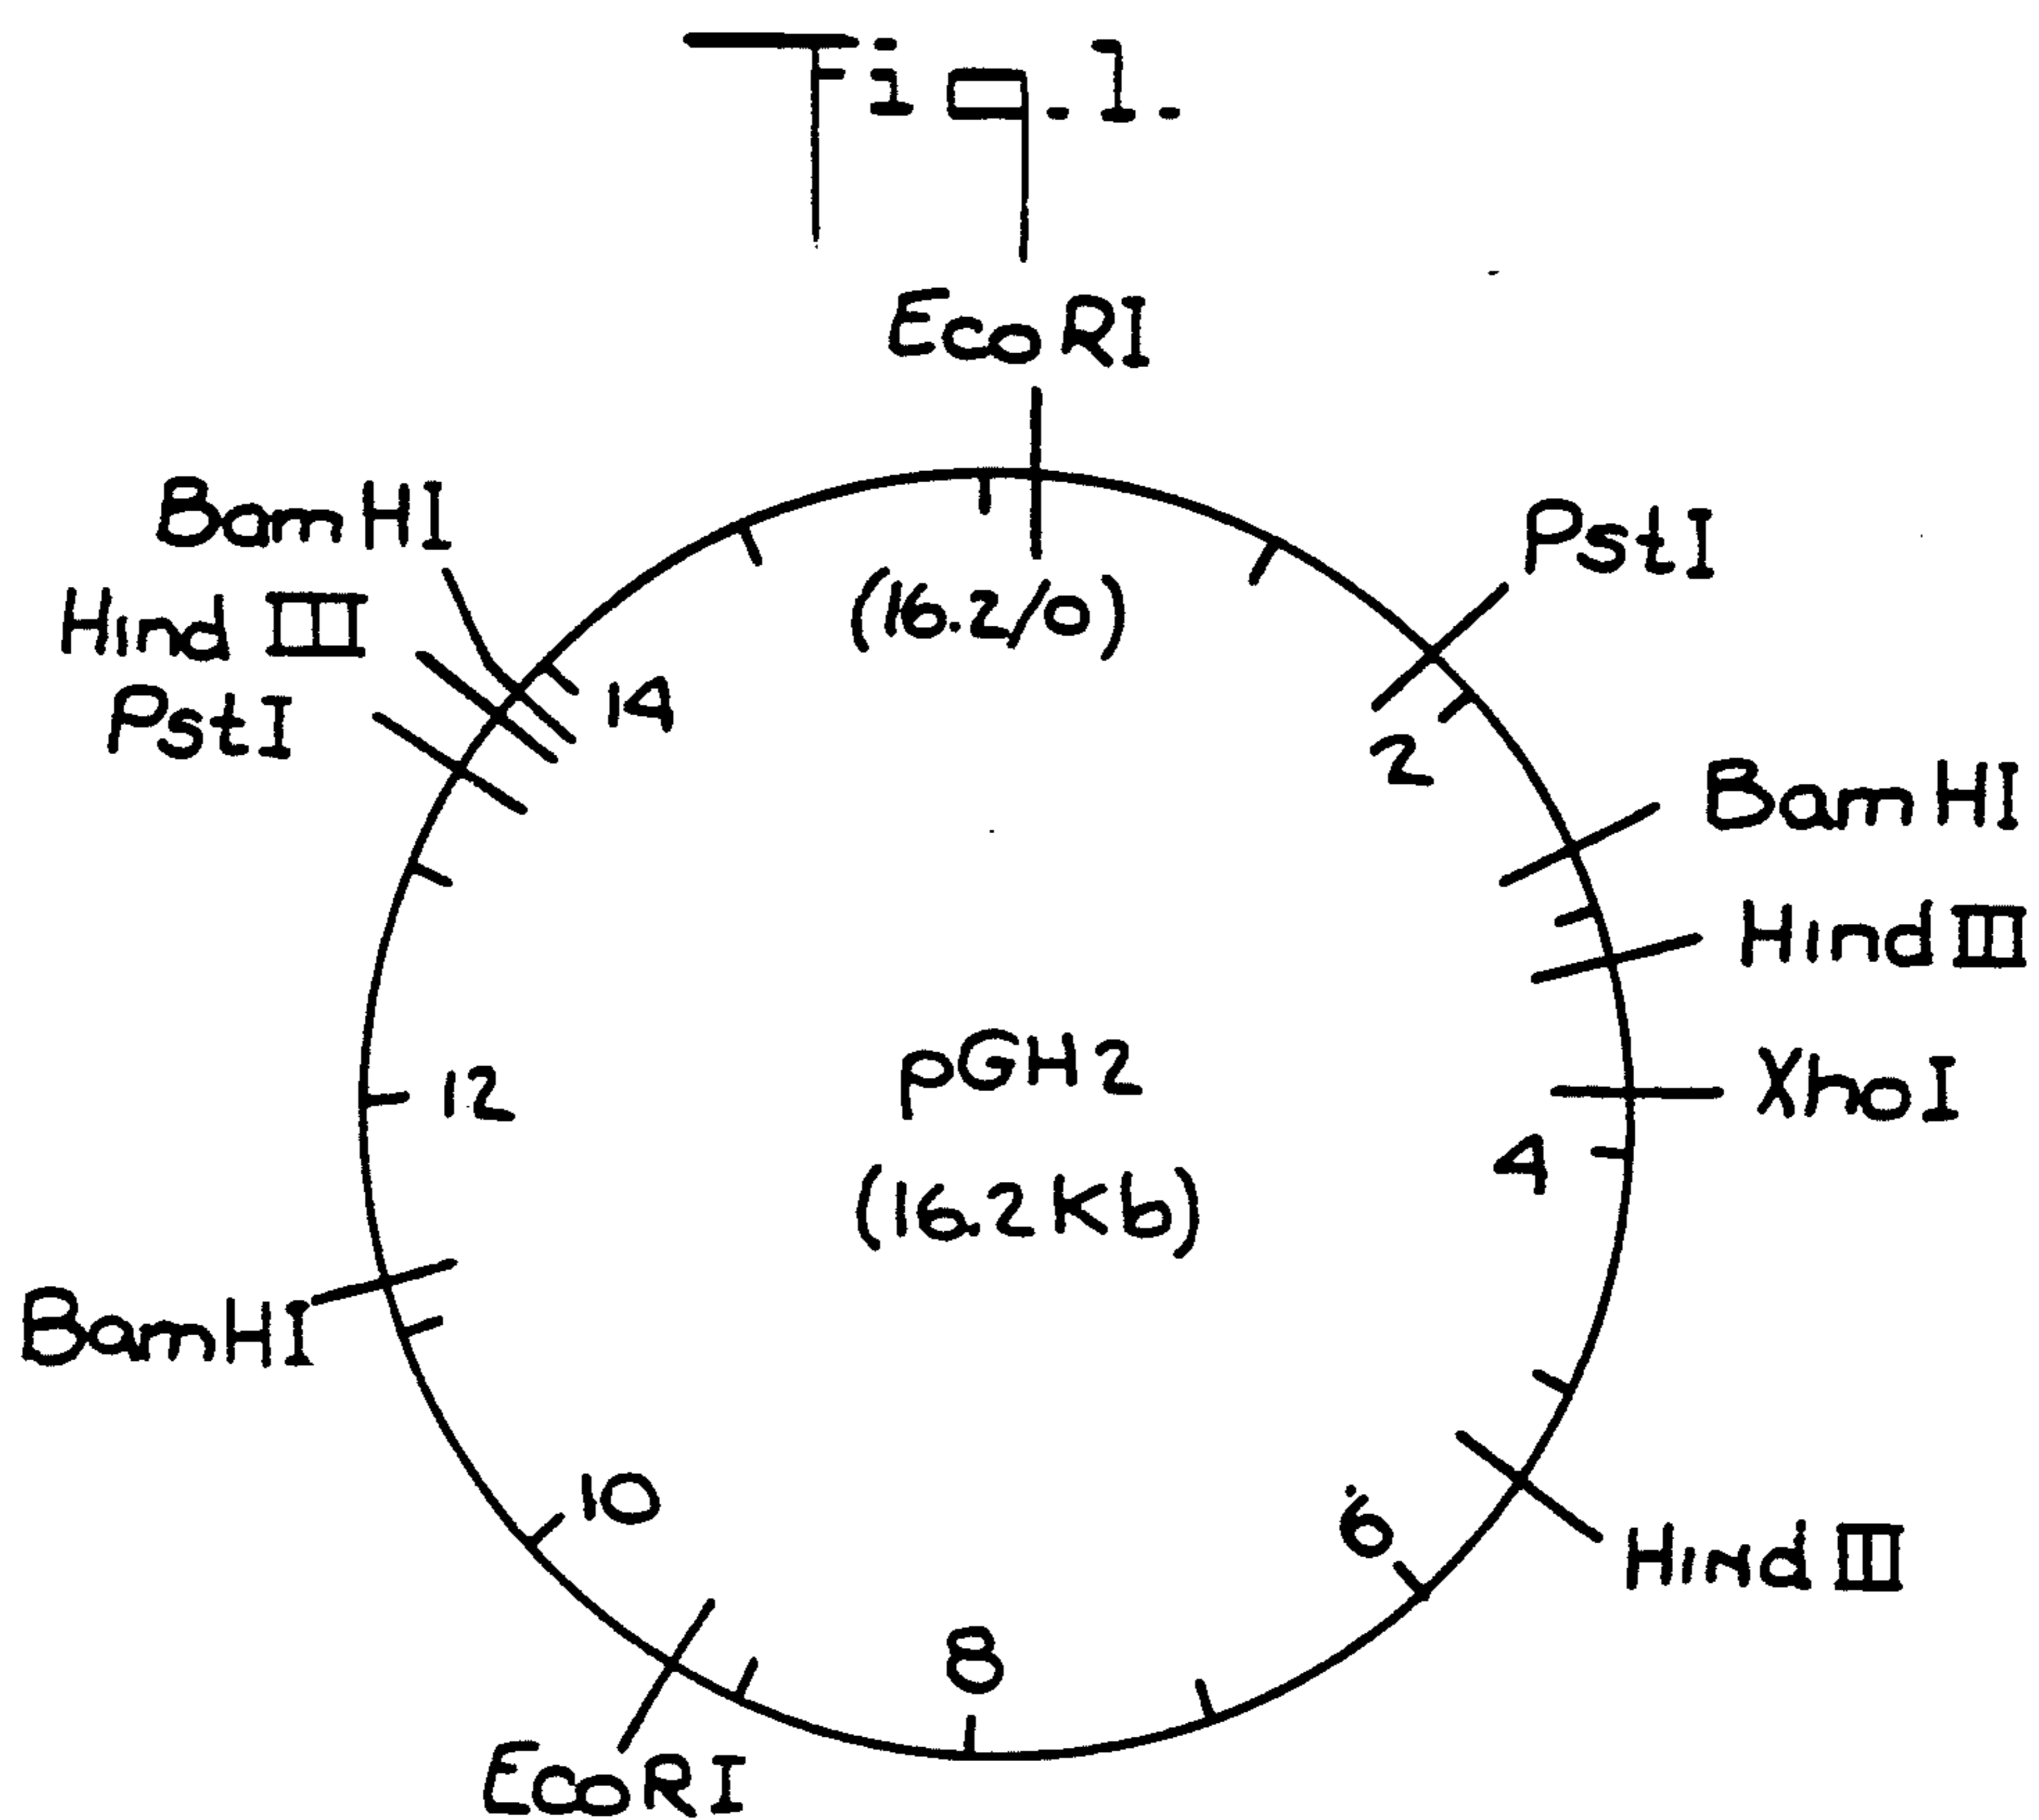 Fig.1.
EcoRI
(16.2/0)
PstI
2
BamHI
HindIII
XhoI
4
HindIII
6
8
EcoRI
10
BamHI
12
PstI
HindIII
BamHI
14
pGH2
(16.2Kb)